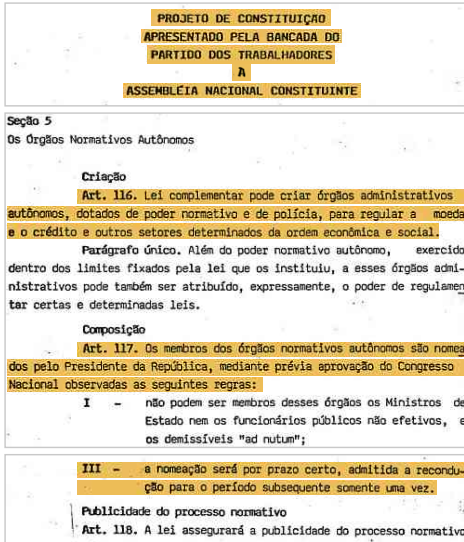 PROJETO DE CONSTITUIÇÃO
APRESENTADO PELA BANCADA DO
PARTIDO DOS TRABALHADORES
A
ASSEMBLÉIA NACIONAL CONSTITUINTE
Seção 5
Os Órgãos Normativos Autônomos
Criação
Art. 116. Lei complementar pode criar órgãos administrativos
autônomos, dotados de poder normativo e de polícia, para regular a moeda
e o crédito e outros setores determinados da ordem econômica e social.
Parágrafo único. Além do poder normativo autônomo, exercido
dentro dos limites fixados pela lei que os instituiu, a esses órgãos admi-
nistrativos pode também ser atribuído, expressamente, o poder de regulamen
tar certas e determinadas leis.
Composição
Art. 117. Os membros dos órgãos normativos autônomos são nomea
dos pelo Presidente da República, mediante prévia aprovação do Congresso
Nacional observadas as seguintes regras:
I - não podem ser membros desses órgãos os Ministros de
Estado nem os funcionários públicos não efetivos, e
os demissíveis "ad nutum";
III - a nomeação será por prazo certo, admitida a recondu-
ção para o período subsequente somente uma vez.
Publicidade do processo normativo
Art. 118. A lei assegurará a publicidade do processo normativo